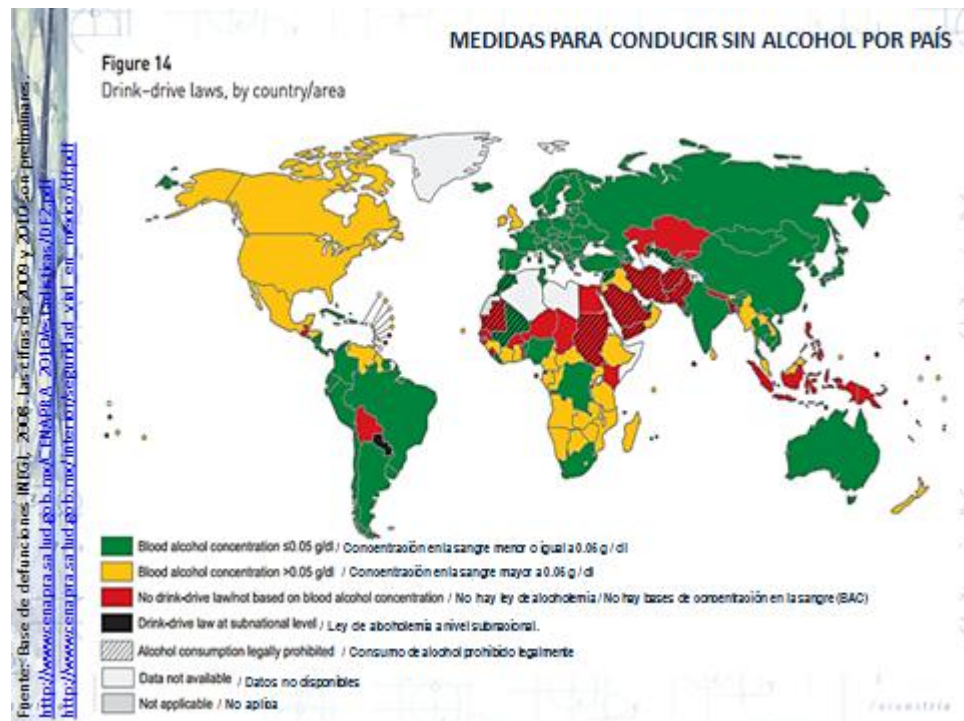 MEDIDAS PARA CONDUCIR SIN ALCOHOL POR PAÍS
Figure 14
Drink-drive laws, by country/area
Blood alcohol concentration ≤0.05 g/dl / Concentración en la sangre menor o igual a 0.05 g / dl
Blood alcohol concentration >0.05 g/dl / Concentración en la sangre mayor a 0.05 g / dl
No drink-drive law/not based on blood alcohol concentration / No hay ley de alcoholemia / No hay bases de concentración en la sangre (BAC)
Drink-drive law at subnational level / Ley de alcoholemia a nivel subnacional.
Alcohol consumption legally prohibited / Consumo de alcohol prohibido legalmente
Data not available / Datos no disponibles
Not applicable / No aplica
Fuente: Base de defunciones INEGI, 2008. Las cifras de 2009 y 2010 son preliminares.